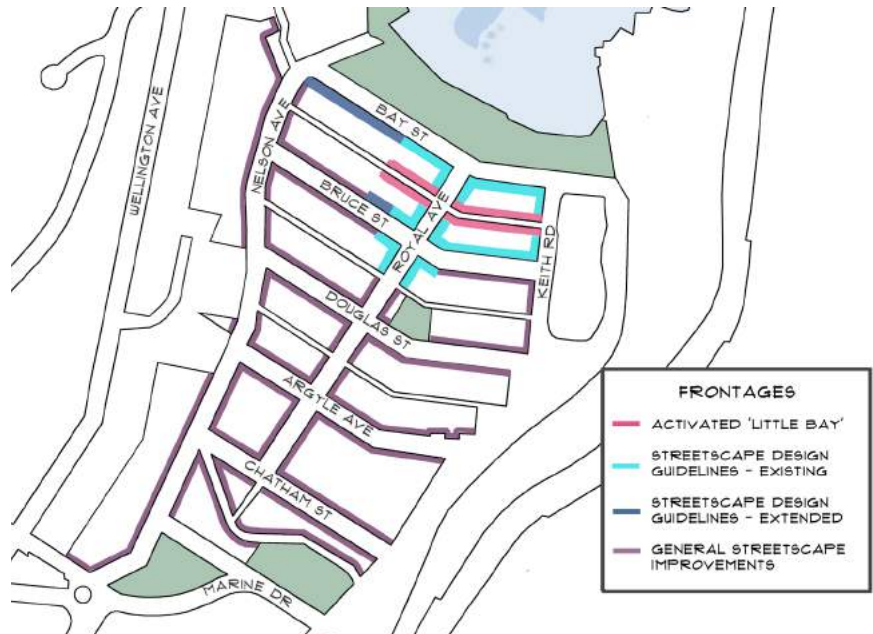 BAY ST
WELLINGTON AVE
NELSON AVE
BRUCE ST
ROYAL AVE
KEITH RD
DOUGLAS ST
ARGYLE AVE
CHATHAM ST
MARINE DR
FRONTAGES
ACTIVATED 'LITTLE BAY'
STREETSCAPE DESIGN
GUIDELINES - EXISTING
STREETSCAPE DESIGN
GUIDELINES - EXTENDED
GENERAL STREETSCAPE
IMPROVEMENTS